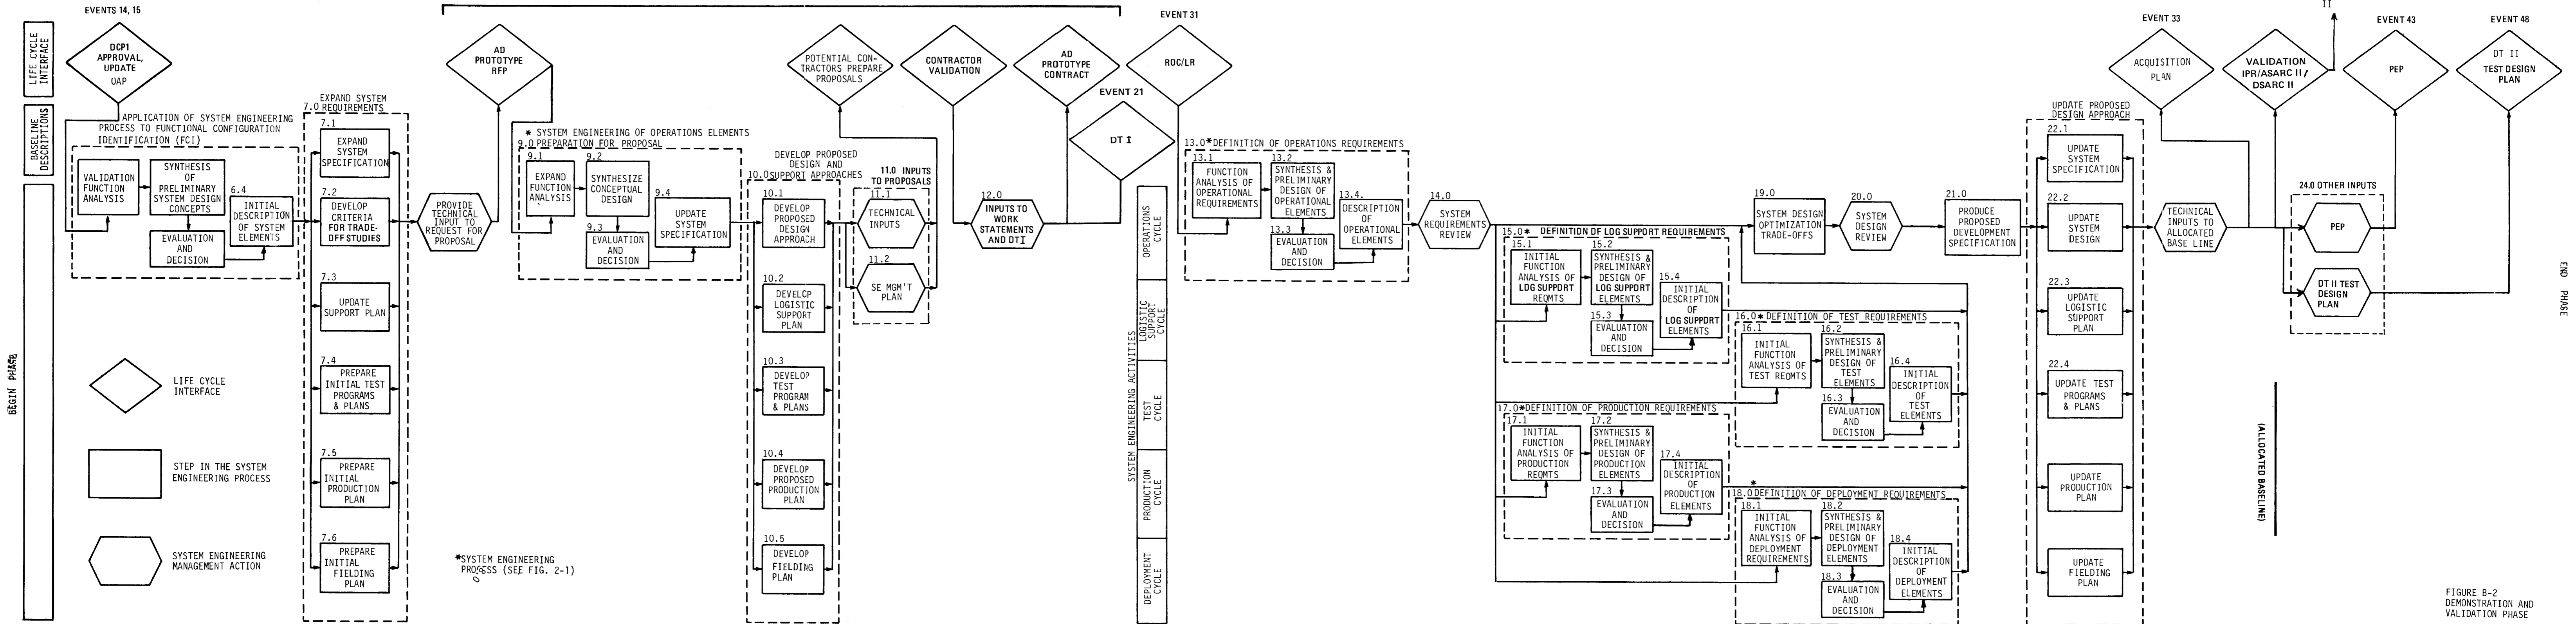 EVENTS 14, 15
LIFE CYCLE
INTERFACE
DCP1
APPROVAL,
UPDATE
OAP
BASELINE
DESCRIPTIONS
APPLICATION OF SYSTEM ENGINEERING
PROCESS TO FUNCTIONAL CONFIGURATION
IDENTIFICATION (FCI)
VALIDATION
FUNCTION
ANALYSIS
SYNTHESIS
OF
PRELIMINARY
SYSTEM DESIGN
CONCEPTS
EVALUATION
AND
DECISION
6.4
INITIAL
DESCRIPTION
OF SYSTEM
ELEMENTS
BEGIN PHASE
LIFE CYCLE
INTERFACE
STEP IN THE SYSTEM
ENGINEERING PROCESS
SYSTEM ENGINEERING
MANAGEMENT ACTION
EXPAND SYSTEM
7.0 REQUIREMENTS
7.1
EXPAND
SYSTEM
SPECIFICATION
7.2
DEVELOP
CRITERIA
FOR TRADE-
OFF STUDIES
7.3
UPDATE
SUPPORT PLAN
7.4
PREPARE
INITIAL TEST
PROGRAMS
& PLANS
7.5
PREPARE
INITIAL
PRODUCTION
PLAN
7.6
PREPARE
INITIAL
FIELDING
PLAN
PROVIDE
TECHNICAL
INPUT TO
REQUEST FOR
PROPOSAL
AD
PROTOTYPE
RFP
* SYSTEM ENGINEERING OF OPERATIONS ELEMENTS
9.0 PREPARATION FOR PROPOSAL
9.1
EXPAND
FUNCTION
ANALYSIS
9.2
SYNTHESIZE
CONCEPTUAL
DESIGN
9.3
EVALUATION
AND
DECISION
9.4
UPDATE
SYSTEM
SPECIFICATION
*SYSTEM ENGINEERING
PROCSS (SEE FIG. 2-1)
DEVELOP PROPOSED
DESIGN AND
10.0 SUPPORT APPROACHES
10.1
DEVELOP
PROPOSED
DESIGN
APPROACH
10.2
DEVELOP
LOGISTIC
SUPPORT
PLAN
10.3
DEVELOP
TEST
PROGRAM
& PLANS
10.4
DEVELOP
PROPOSED
PRODUCTION
PLAN
10.5
DEVELOP
FIELDING
PLAN
POTENTIAL CON-
TRACTORS PREPARE
PROPOSALS
11.0 INPUTS
TO PROPOSALS
11.1
TECHNICAL
INPUTS
11.2
SE MGM'T
PLAN
CONTRACTOR
VALIDATION
AD
PROTOTYPE
CONTRACT
EVENT 21
DT I
12.0
INPUTS TO
WORK
STATEMENTS
AND DT I
SYSTEM ENGINEERING ACTIVITIES
OPERATIONS
CYCLE
LOGISTIC
SUPPORT
CYCLE
TEST
CYCLE
PRODUCTION
CYCLE
DEPLOYMENT
CYCLE
EVENT 31
ROC/LR
13.0*DEFINITION OF OPERATIONS REQUIREMENTS
13.1
FUNCTION
ANALYSIS OF
OPERATIONAL
REQUIREMENTS
13.2
SYNTHESIS &
PRELIMINARY
DESIGN OF
OPERATIONAL
ELEMENTS
13.3
EVALUATION
AND
DECISION
13.4.
DESCRIPTION
OF
OPERATIONAL
ELEMENTS
14.0
SYSTEM
REQUIREMENTS
REVIEW
15.0* DEFINITION OF LOG SUPPORT REQUIREMENTS
15.1
INITIAL
FUNCTION
ANALYSIS OF
LOG SUPPORT
REQMTS
15.2
SYNTHESIS &
PRELIMINARY
DESIGN OF
LOG SUPPORT
ELEMENTS
15.3
EVALUATION
AND
DECISION
15.4
INITIAL
DESCRIPTION
OF
LOG SUPPORT
ELEMENTS
16.0* DEFINITION OF TEST REQUIREMENTS
16.1
INITIAL
FUNCTION
ANALYSIS OF
TEST REQMTS
16.2
SYNTHESIS &
PRELIMINARY
DESIGN OF
TEST
ELEMENTS
16.3
EVALUATION
AND
DECISION
16.4
INITIAL
DESCRIPTION
OF
TEST
ELEMENTS
17.0*DEFINITION OF PRODUCTION REQUIREMENTS
17.1
INITIAL
FUNCTION
ANALYSIS OF
PRODUCTION
REQMTS
17.2
SYNTHESIS &
PRELIMINARY
DESIGN OF
PRODUCTION
ELEMENTS
17.3
EVALUATION
AND
DECISION
17.4
INITIAL
DESCRIPTION
OF
PRODUCTION
ELEMENTS
*
18.0 DEFINITION OF DEPLOYMENT REQUIREMENTS
18.1
INITIAL
FUNCTION
ANALYSIS OF
DEPLOYMENT
REQUIREMENTS
18.2
SYNTHESIS &
PRELIMINARY
DESIGN OF
DEPLOYMENT
ELEMENTS
18.3
EVALUATION
AND
DECISION
18.4
INITIAL
DESCRIPTION
OF
DEPLOYMENT
ELEMENTS
19.0
SYSTEM DESIGN
OPTIMIZATION
TRADE-OFFS
20.0
SYSTEM
DESIGN
REVIEW
21.0
PRODUCE
PROPOSED
DEVELOPMENT
SPECIFICATION
UPDATE PROPOSED
DESIGN APPROACH
22.1
UPDATE
SYSTEM
SPECIFICATION
22.2
UPDATE
SYSTEM
DESIGN
22.3
UPDATE
LOGISTIC
SUPPORT
PLAN
22.4
UPDATE TEST
PROGRAMS
& PLANS
UPDATE
PRODUCTION
PLAN
UPDATE
FIELDING
PLAN
TECHNICAL
INPUTS TO
ALLOCATED
BASE LINE
EVENT 33
ACQUISITION
PLAN
II
VALIDATION
IPR/ASARC II/
DSARC II
EVENT 43
PEP
EVENT 48
DT II
TEST DESIGN
PLAN
24.0 OTHER INPUTS
PEP
DT II TEST
DESIGN
PLAN
(ALLOCATED BASELINE)
END PHASE
FIGURE B-2
DEMONSTRATION AND
VALIDATION PHASE